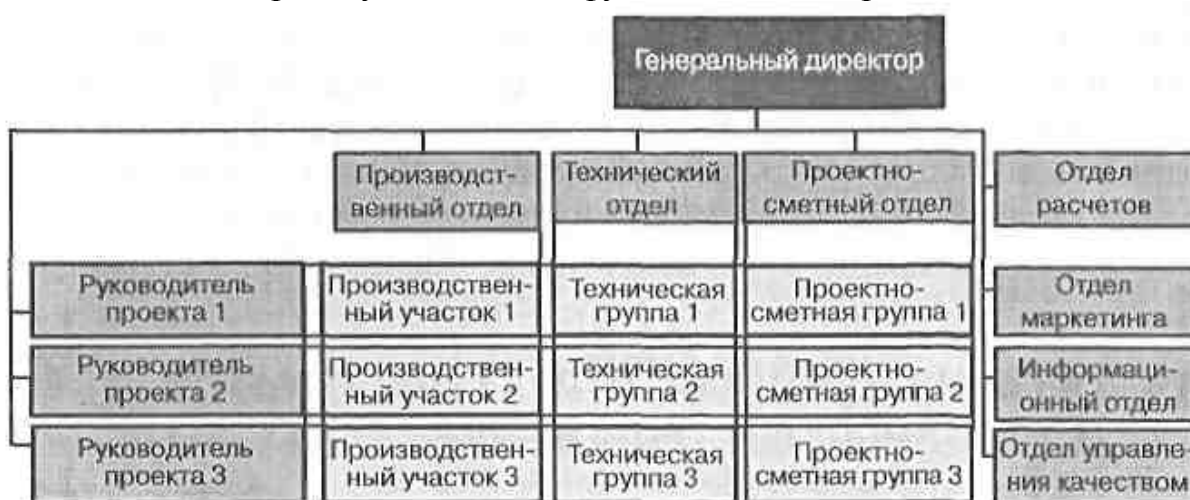 Генеральный директор
Производст-
венный отдел
Технический
отдел
Проектно-
сметный отдел
Отдел
расчетов
Руководитель
проекта 1
Производствен-
ный участок 1
Техническая
группа 1
Проектно-
сметная группа 1
Отдел
маркетинга
Руководитель
проекта 2
Производствен-
ный участок 2
Техническая
группа 2
Проектно-
сметная группа 2
Информаци-
онный отдел
Руководитель
проекта 3
Производствен-
ный участок 3
Техническая
группа 3
Проектно-
сметная группа 3
Отдел управле-
ния качеством